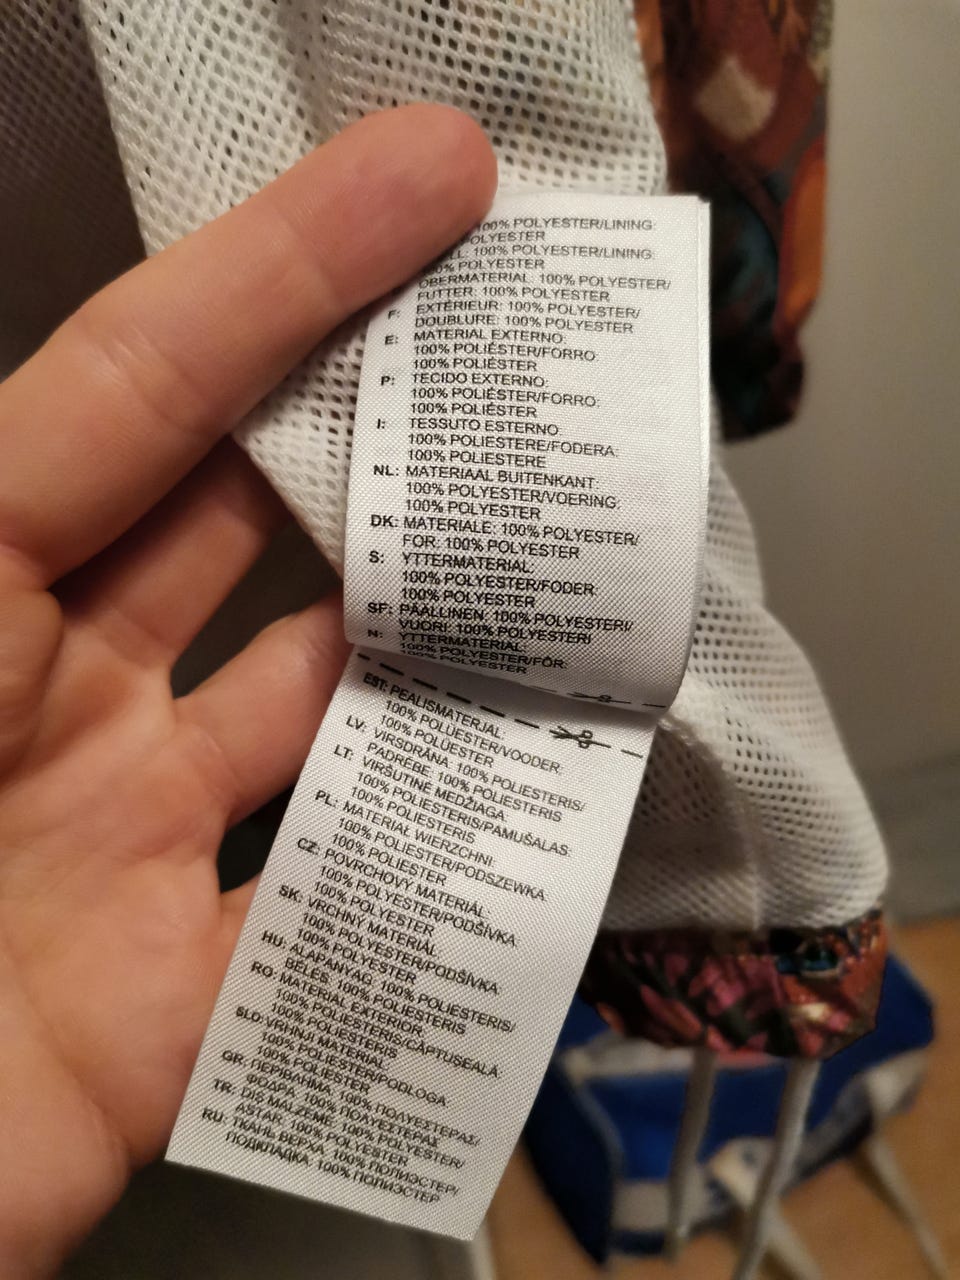 100% POLYESTER/LINING:
POLYESTER
LL: 100% POLYESTER/LINING:
POLYESTER
OBERMATERIAL: 100% POLYESTER/
FUTTER: 100% POLYESTER
F: EXTÉRIEUR: 100% POLYESTER/
DOUBLURE: 100% POLYESTER
E: MATERIAL EXTERNO:
100% POLIÉSTER/FORRO:
100% POLIÉSTER
P: TECIDO EXTERNO:
100% POLIÉSTER/FORRO:
100% POLIÉSTER
I: TESSUTO ESTERNO:
100% POLIESTERE/FODERA:
100% POLIESTERE
NL: MATERIAAL BUITENKANT:
100% POLYESTER/VOERING:
100% POLYESTER
DK: MATERIALE: 100% POLYESTER/
FOR: 100% POLYESTER
S: YTTERMATERIAL:
100% POLYESTER/FODER:
100% POLYESTER
SF: PÄÄLLINEN: 100% POLYESTERI/
VUORI: 100% POLYESTERI
N: YTTERMATERIAL:
100% POLYESTER/FÔR:
100% POLYESTER
EST: PEALISMATERJAL:
100% POLÜESTER/VOODER:
100% POLÜESTER
LV: VIRSDRĀNA: 100% POLIESTERIS/
PADRĒBE: 100% POLIESTERIS
LT: VIRŠUTINĖ MEDŽIAGA:
100% POLIESTERIS/PAMUŠALAS:
100% POLIESTERIS
PL: MATERIAŁ WIERZCHNI:
100% POLIESTER/PODSZEWKA:
100% POLIESTER
CZ: POVRCHOVÝ MATERIÁL:
100% POLYESTER/PODŠÍVKA:
100% POLYESTER
SK: VRCHNÝ MATERIÁL:
100% POLYESTER/PODŠÍVKA:
100% POLYESTER
HU: ALAPANYAG: 100% POLIESTERIS/
BÉLÉS: 100% POLIESTERIS
RO: MATERIAL EXTERIOR:
100% POLIESTERIS/CĂPTUȘEALĂ:
100% POLIESTERIS
SLO: VRHNJI MATERIAL:
100% POLIESTER/PODLOGA:
100% POLIESTER
GR: ΠΕΡΙΒΛΗΜΑ: 100% ΠΟΛΥΕΣΤΕΡΑΣ/
ΦΟΔΡΑ: 100% ΠΟΛΥΕΣΤΕΡΑΣ
TR: DIŞ MALZEME: 100% POLYESTER/
ASTAR: 100% POLYESTER
RU: ТКАНЬ ВЕРХА: 100% ПОЛИЭСТЕР/
ПОДКЛАДКА: 100% ПОЛИЭСТЕР